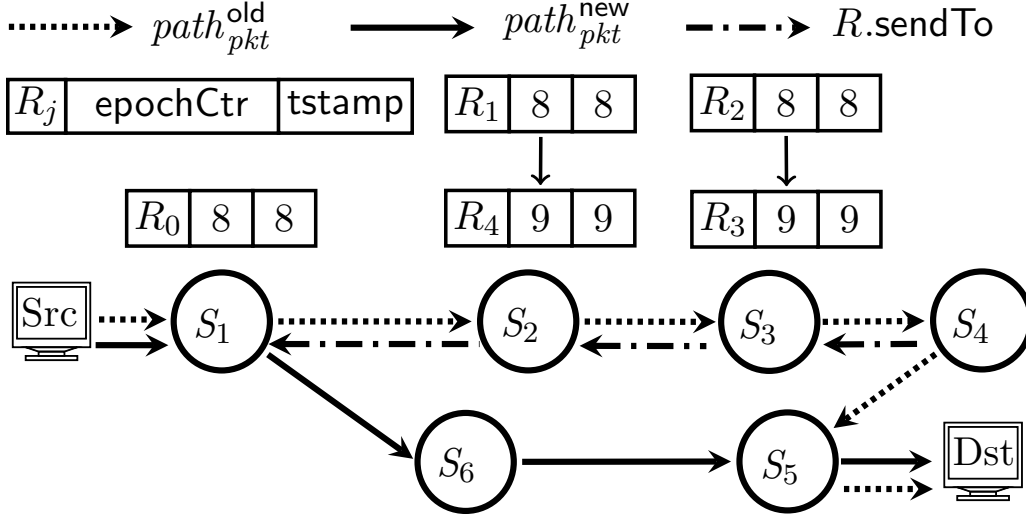 path_pkt^old path_pkt^new R.sendTo
R_j epochCtr tstamp R_1 8 8 R_2 8 8
R_0 8 8 R_4 9 9 R_3 9 9
Src S_1 S_2 S_3 S_4
S_6 S_5 Dst